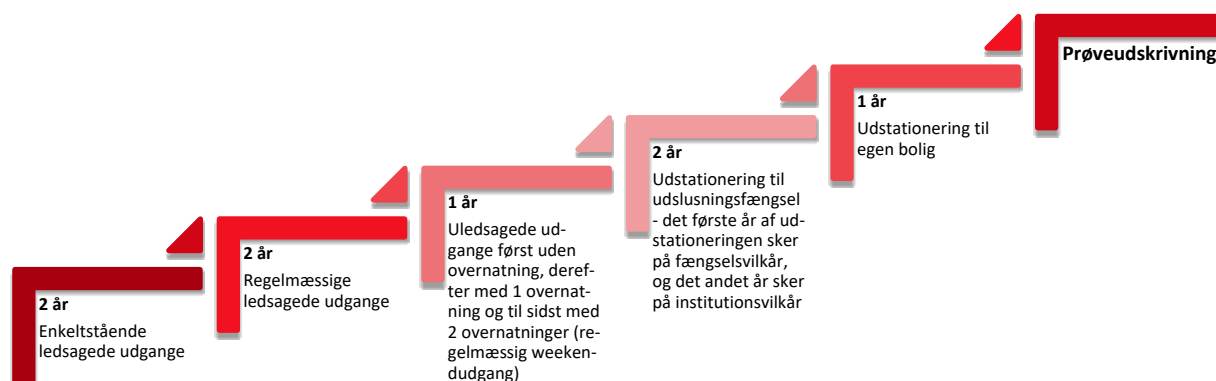 2 år
Enkeltstående
ledsagede udgange
2 år
Regelmæssige
ledsagede udgange
1 år
Uledsagede ud-
gange først uden
overnatning, deref-
ter med 1 overnat-
ning og til sidst med
2 overnatninger (re-
gelmæssig weeken-
dudgang)
2 år
Udstationering til
udslusningsfængsel
- det første år af ud-
stationeringen sker
på fængselsvilkår,
og det andet år sker
på institutionsvilkår
1 år
Udstationering til
egen bolig
Prøveudskrivning